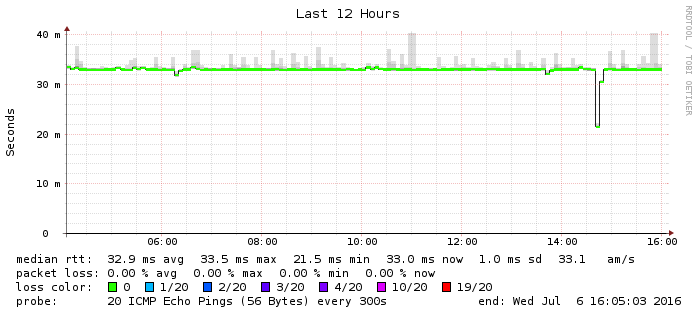 Last 12 Hours
RRDTOOL / TOBI OETIKER
Seconds
40 m
30 m
20 m
10 m
0
06:00 08:00 10:00 12:00 14:00 16:00
median rtt: 32.9 ms avg 33.5 ms max 21.5 ms min 33.0 ms now 1.0 ms sd 33.1 am/s
packet loss: 0.00 % avg 0.00 % max 0.00 % min 0.00 % now
loss color: 0 1/20 2/20 3/20 4/20 10/20 19/20
probe: 20 ICMP Echo Pings (56 Bytes) every 300s end: Wed Jul 6 16:05:03 2016